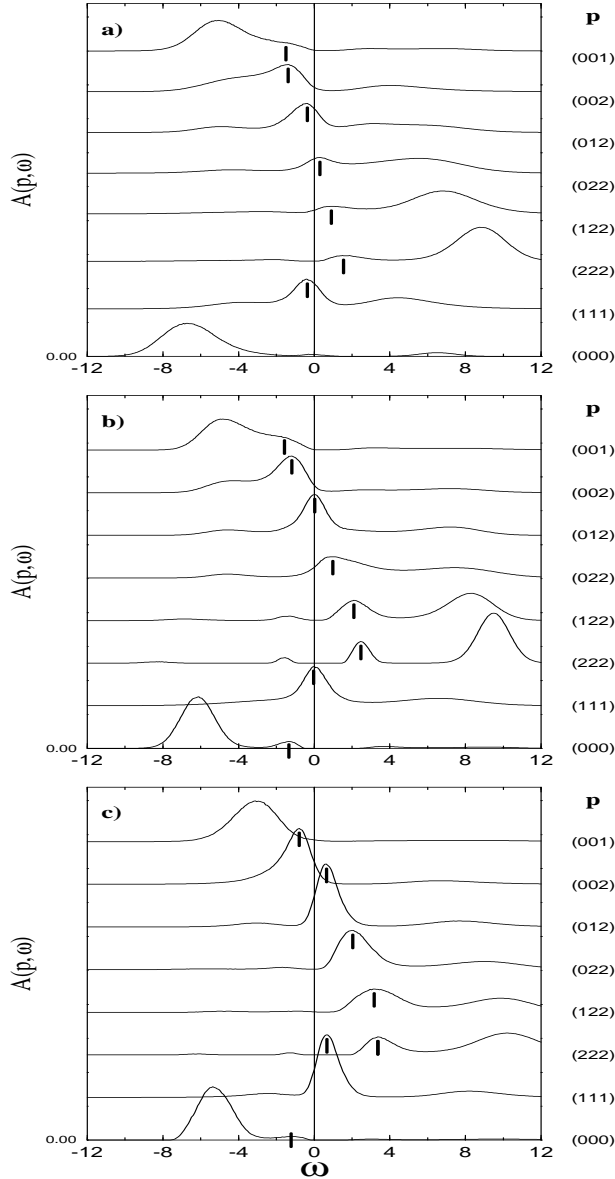 a)
p
(001)
(002)
(012)
(022)
(122)
(222)
(111)
(000)
A(p,ω)
0.00
-12 -8 -4 0 4 8 12
b)
p
(001)
(002)
(012)
(022)
(122)
(222)
(111)
(000)
A(p,ω)
0.00
-12 -8 -4 0 4 8 12
c)
p
(001)
(002)
(012)
(022)
(122)
(222)
(111)
(000)
A(p,ω)
0.00
-12 -8 -4 0 4 8 12
ω